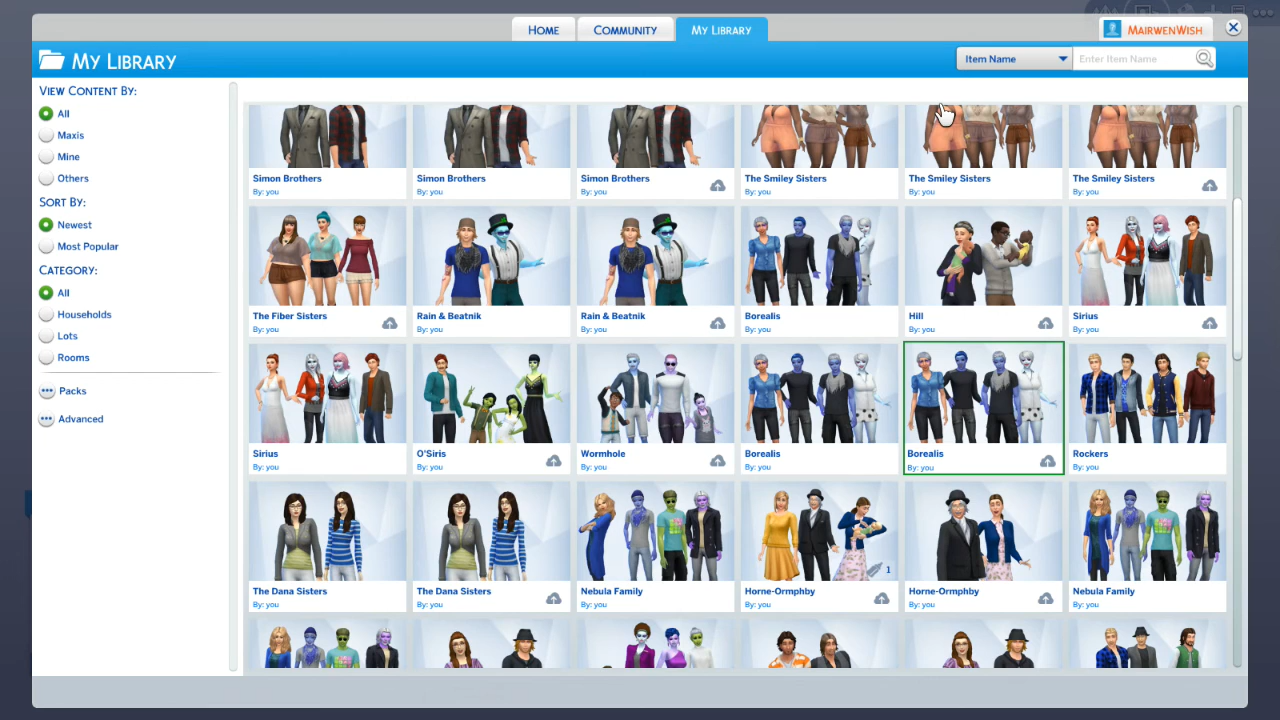 HOME
COMMUNITY
MY LIBRARY
MAIRWENWISH
MY LIBRARY
Item Name
Enter Item Name
VIEW CONTENT BY:
All
Maxis
Mine
Others
SORT BY:
Newest
Most Popular
CATEGORY:
All
Households
Lots
Rooms
Packs
Advanced
Simon Brothers
By: you
Simon Brothers
By: you
Simon Brothers
By: you
The Smiley Sisters
By: you
The Smiley Sisters
By: you
The Smiley Sisters
By: you
The Fiber Sisters
By: you
Rain & Beatnik
By: you
Rain & Beatnik
By: you
Borealis
By: you
Hill
By: you
Sirius
By: you
Sirius
By: you
O'Siris
By: you
Wormhole
By: you
Borealis
By: you
Borealis
By: you
Rockers
By: you
The Dana Sisters
By: you
The Dana Sisters
By: you
Nebula Family
By: you
1
Horne-Ormphby
By: you
Horne-Ormphby
By: you
Nebula Family
By: you